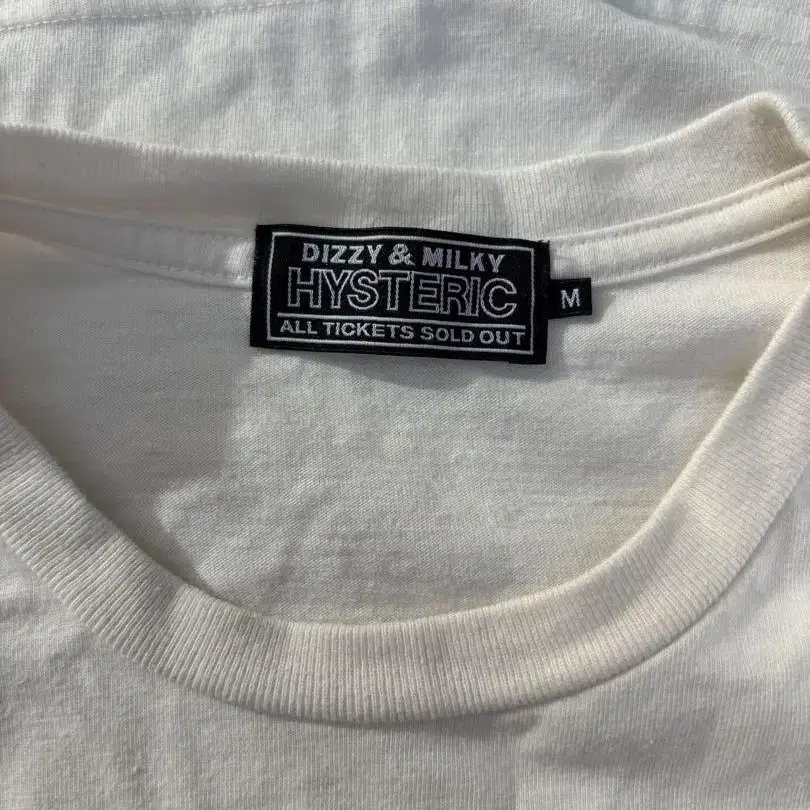 DIZZY & MILKY
HYSTERIC
ALL TICKETS SOLD OUT
M